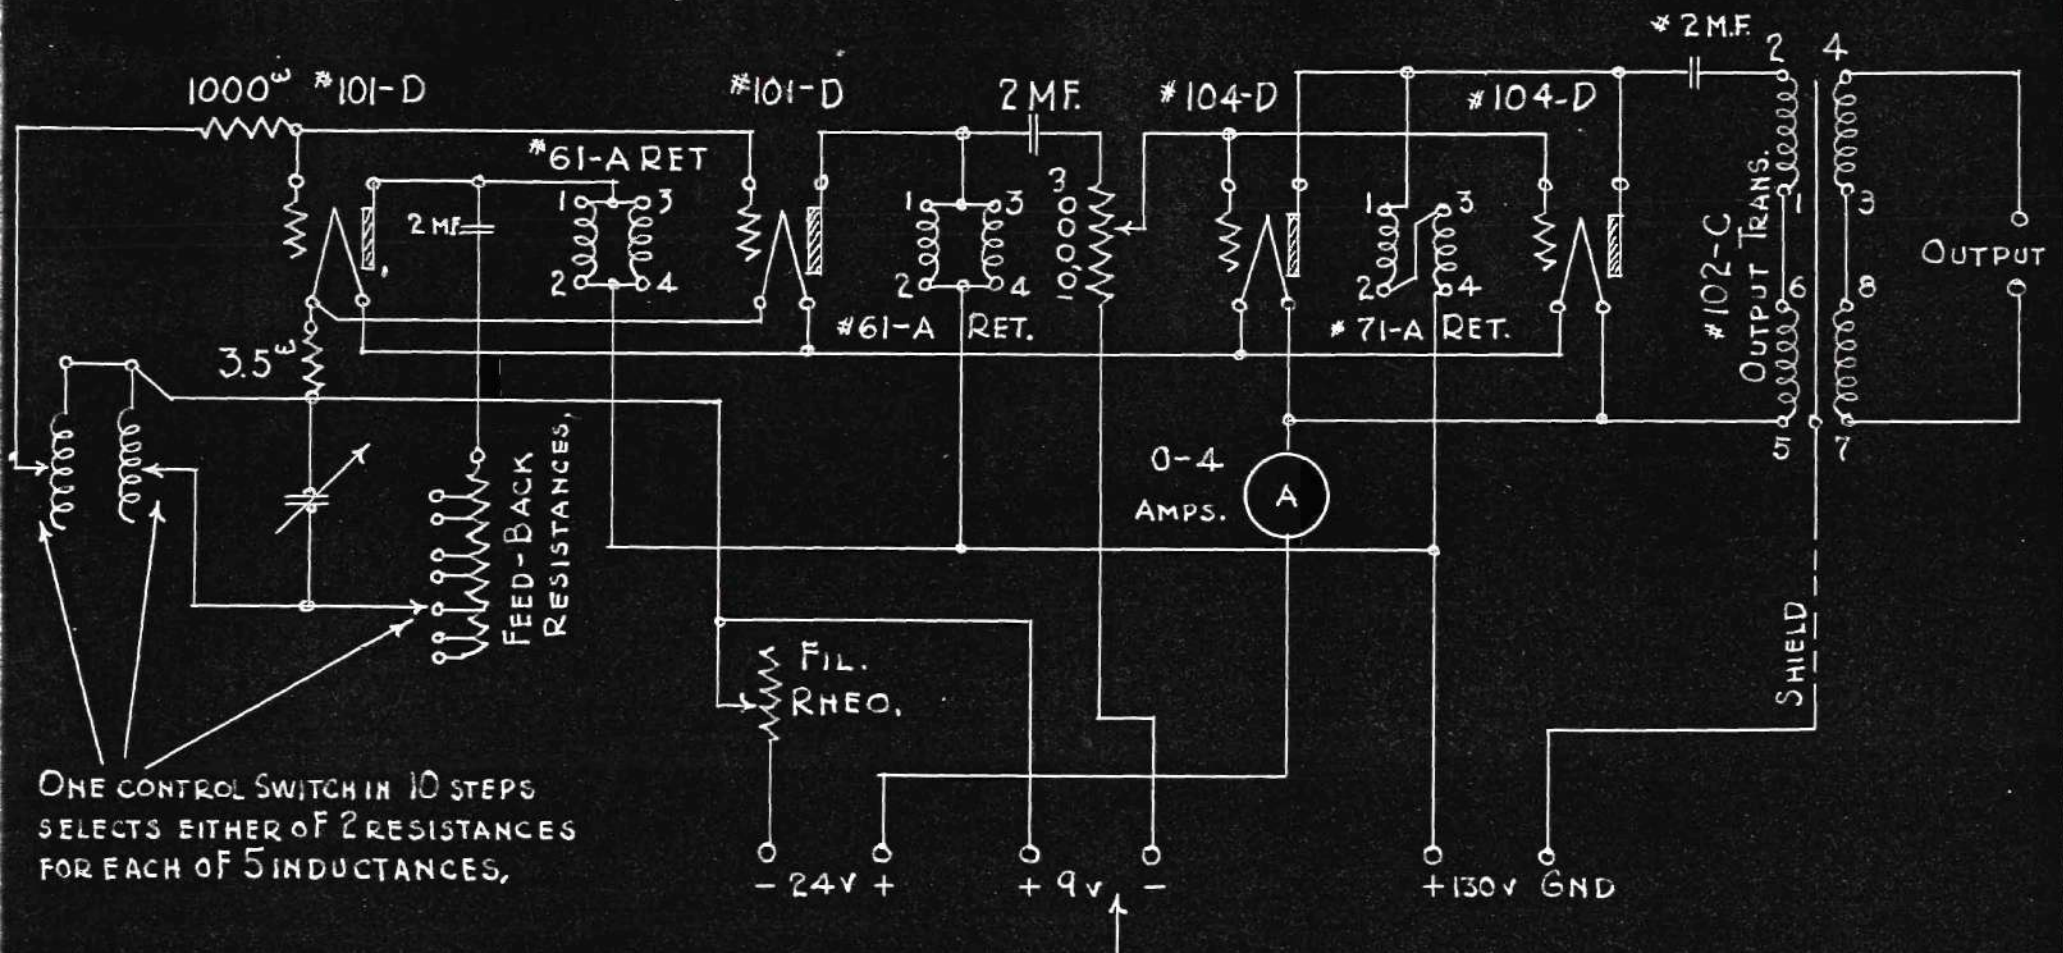 1000ω #101-D
#101-D
2 MF.
#104-D
#104-D
* 2 M.F.
2 4
#61-A RET
1 3
2 4
2 MF.
1 3
2 4
#61-A RET.
3
10,000
1 3
2 4
#71-A RET.
#102-C
OUTPUT TRANS.
1 3
6 8
5 7
OUTPUT
3.5ω
FEED-BACK
RESISTANCES,
0-4
AMPS.
A
FIL.
RHEO.
SHIELD
ONE CONTROL SWITCH IN 10 STEPS
SELECTS EITHER OF 2 RESISTANCES
FOR EACH OF 5 INDUCTANCES,
- 24V +
+ 9V -
+130V GND